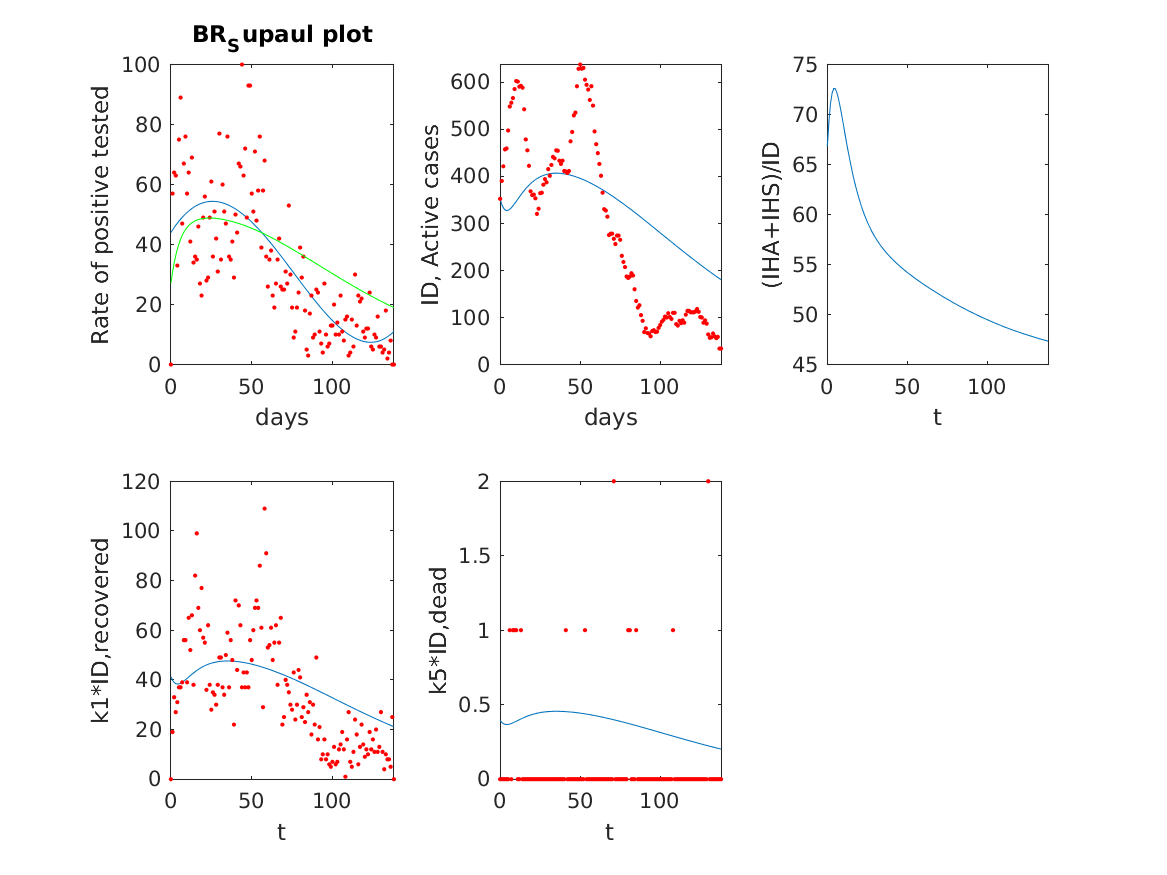 BR_Supaul plot
100
80
60
40
20
0
0 50 100
Rate of positive tested
days
600
500
400
300
200
100
0
0 50 100
ID, Active cases
days
75
70
65
60
55
50
45
0 50 100
(IHA+IHS)/ID
t
120
100
80
60
40
20
0
0 50 100
k1*ID,recovered
t
2
1.5
1
0.5
0
0 50 100
k5*ID,dead
t